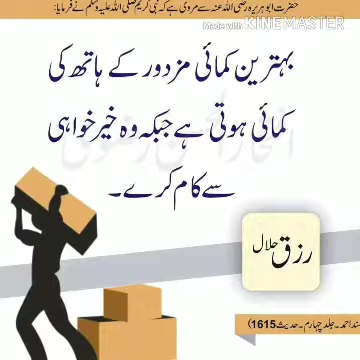 حضرت ابوہریرہ رضی اللہ عنہ سے مروی ہے کہ نبی کریم صلی اللہ علیہ وسلم نے فرمایا:
Made with KINEMASTER
بہترین کمائی مزدور کے ہاتھ کی
کمائی ہوتی ہے جبکہ وہ خیر خواہی
سے کام کرے۔
رزق حلال
مسند احمد۔ جلد چہارم۔ حدیث 1615)